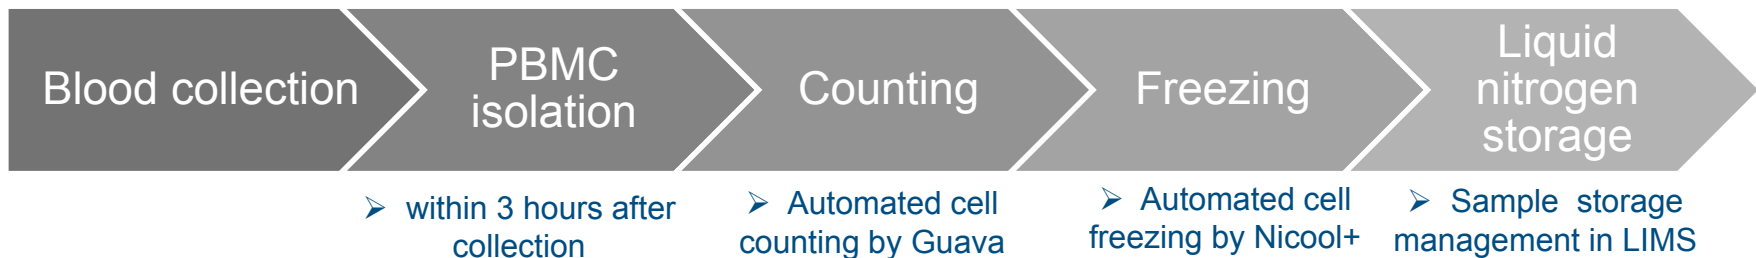 Blood collection
PBMC
isolation
Counting
Freezing
Liquid
nitrogen
storage
➢ within 3 hours after
collection
➢ Automated cell
counting by Guava
➢ Automated cell
freezing by Nicool+
➢ Sample storage
management in LIMS